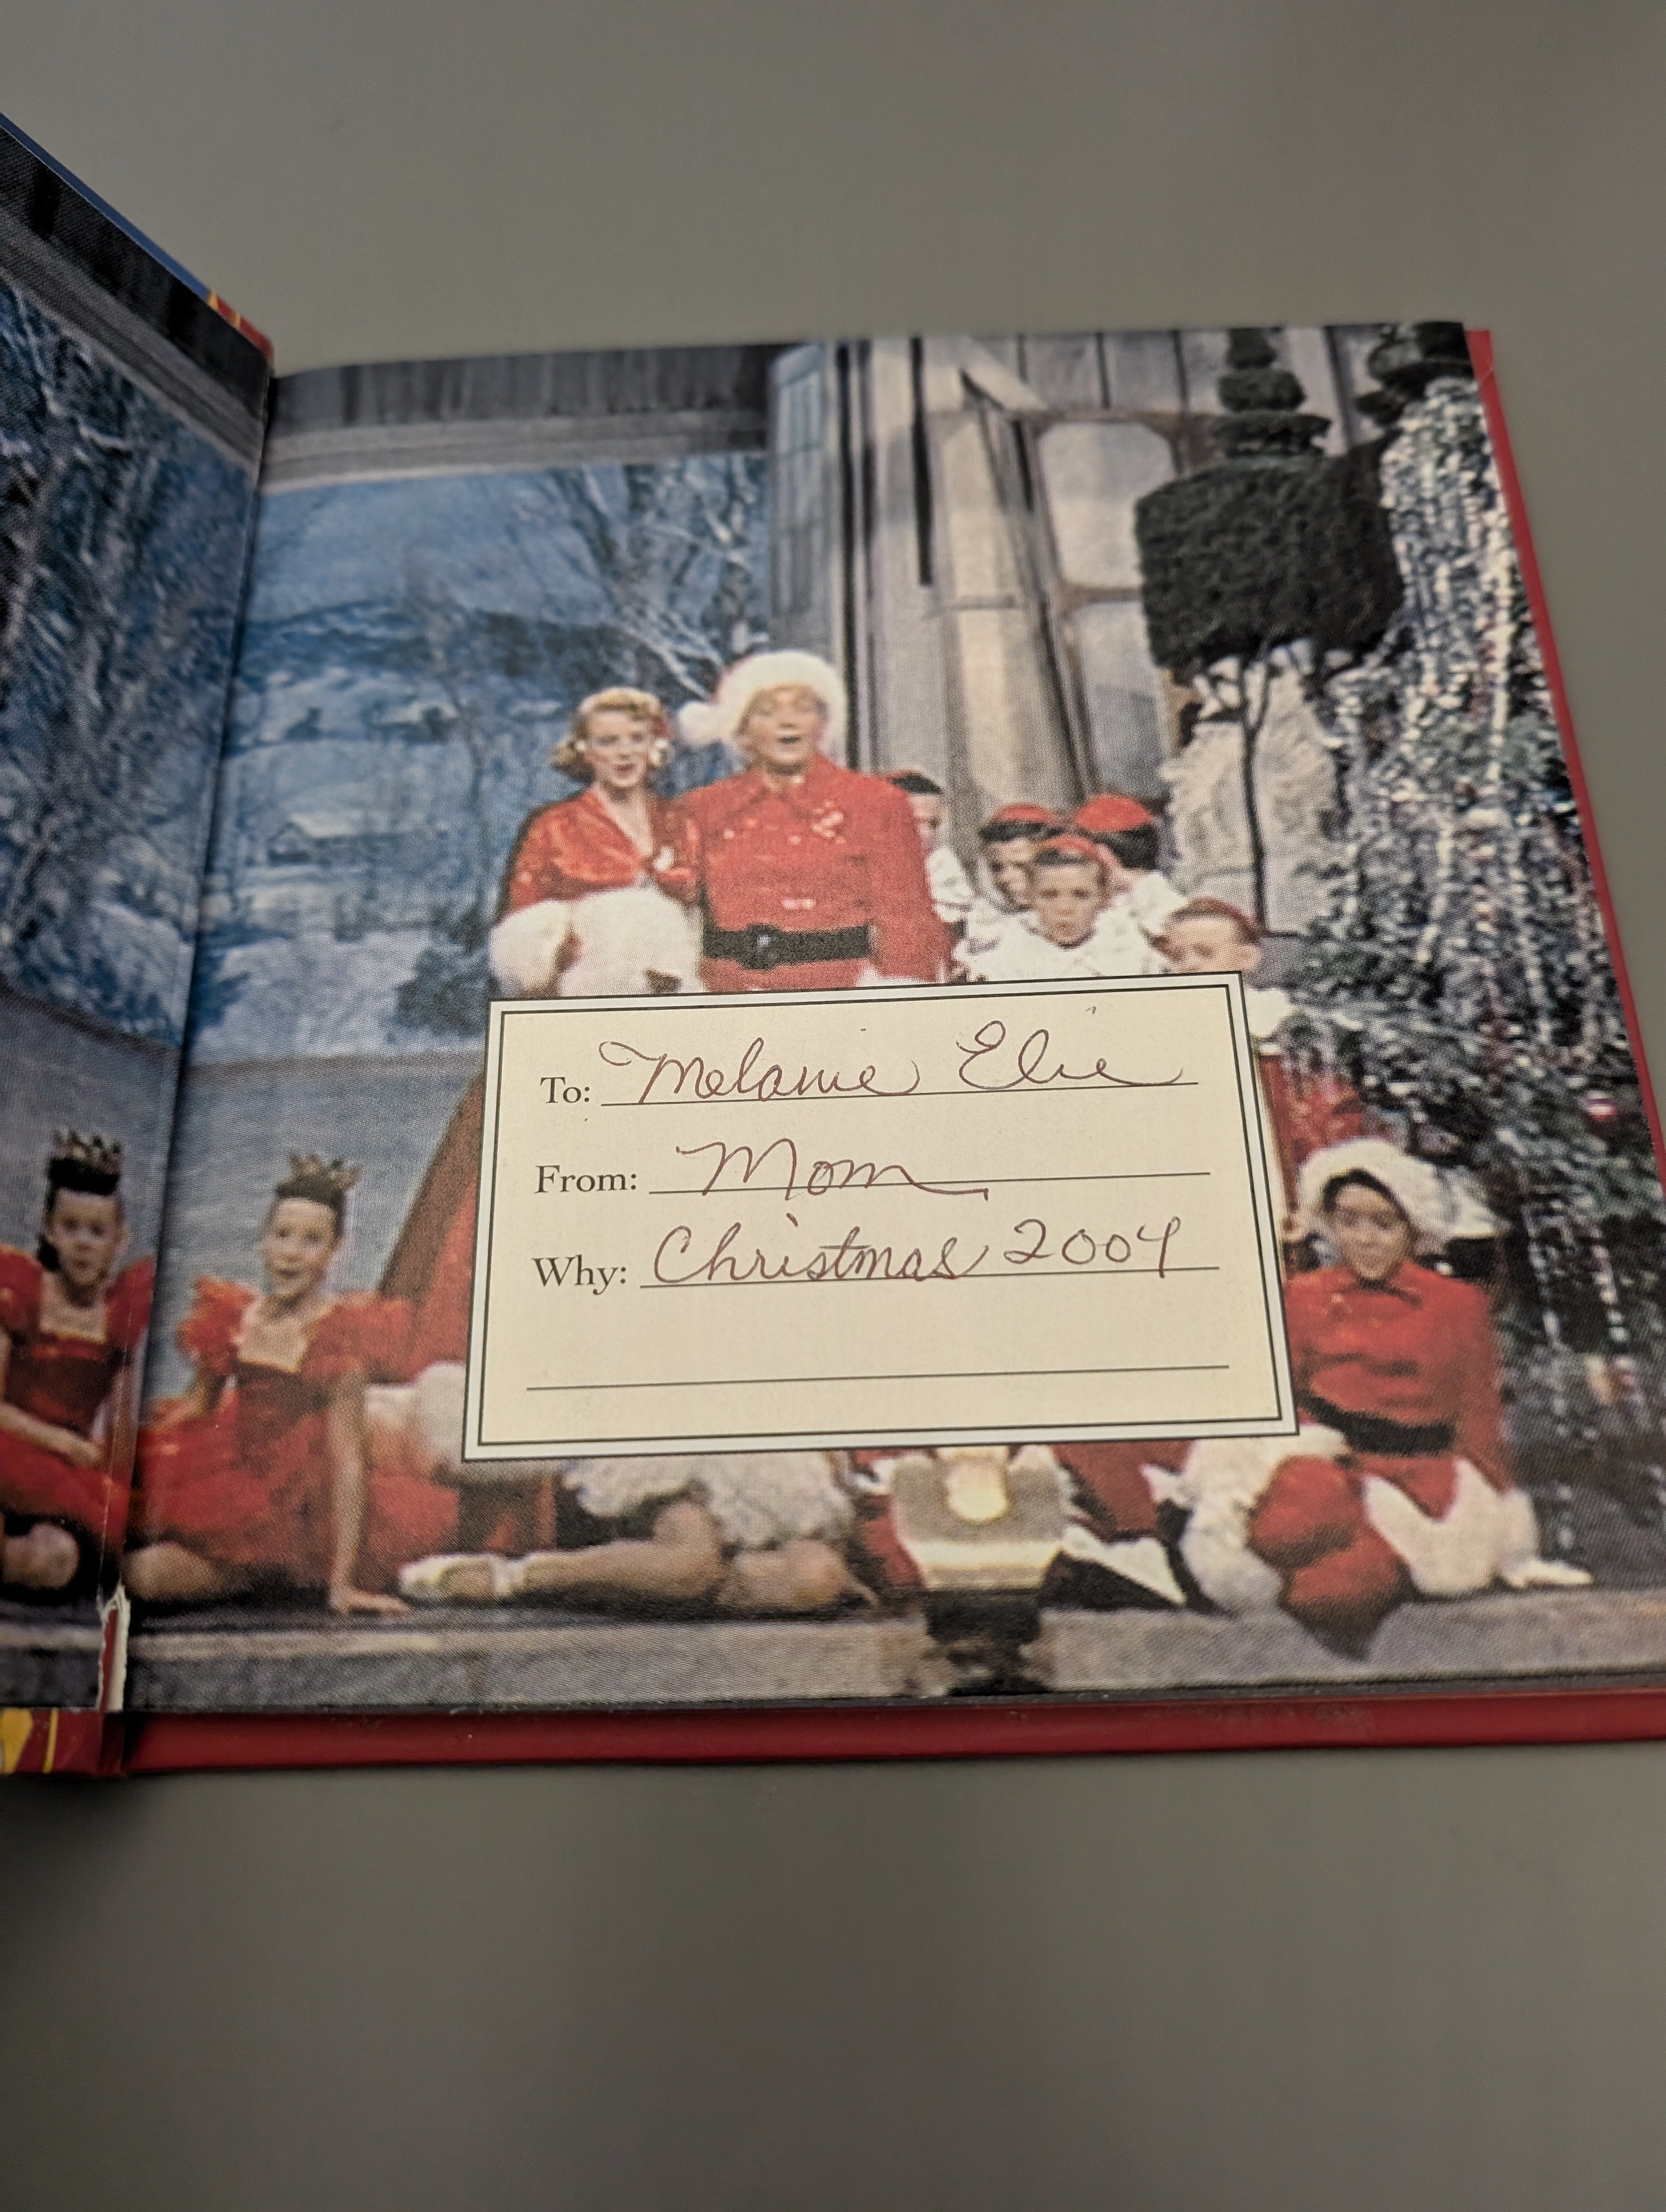 To: Melanie Elie
From: Mom
Why: Christmas 2004